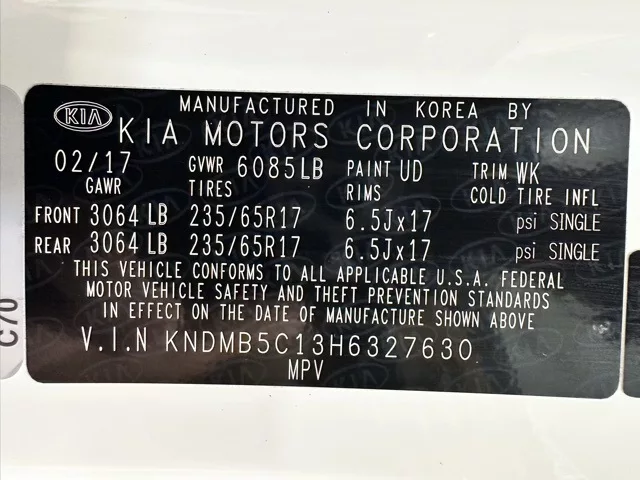 MANUFACTURED IN KOREA BY
KIA KIA MOTORS CORPORATION
02/17 GVWR 6085LB PAINT UD TRIM WK
GAWR TIRES RIMS COLD TIRE INFL
FRONT 3064 LB 235/65R17 6.5Jx17 psi SINGLE
REAR 3064 LB 235/65R17 6.5Jx17 psi SINGLE
THIS VEHICLE CONFORMS TO ALL APPLICABLE U.S.A. FEDERAL
MOTOR VEHICLE SAFETY AND THEFT PREVENTION STANDARDS
IN EFFECT ON THE DATE OF MANUFACTURE SHOWN ABOVE
V.I.N KNDMB5C13H6327630
MPV
C70